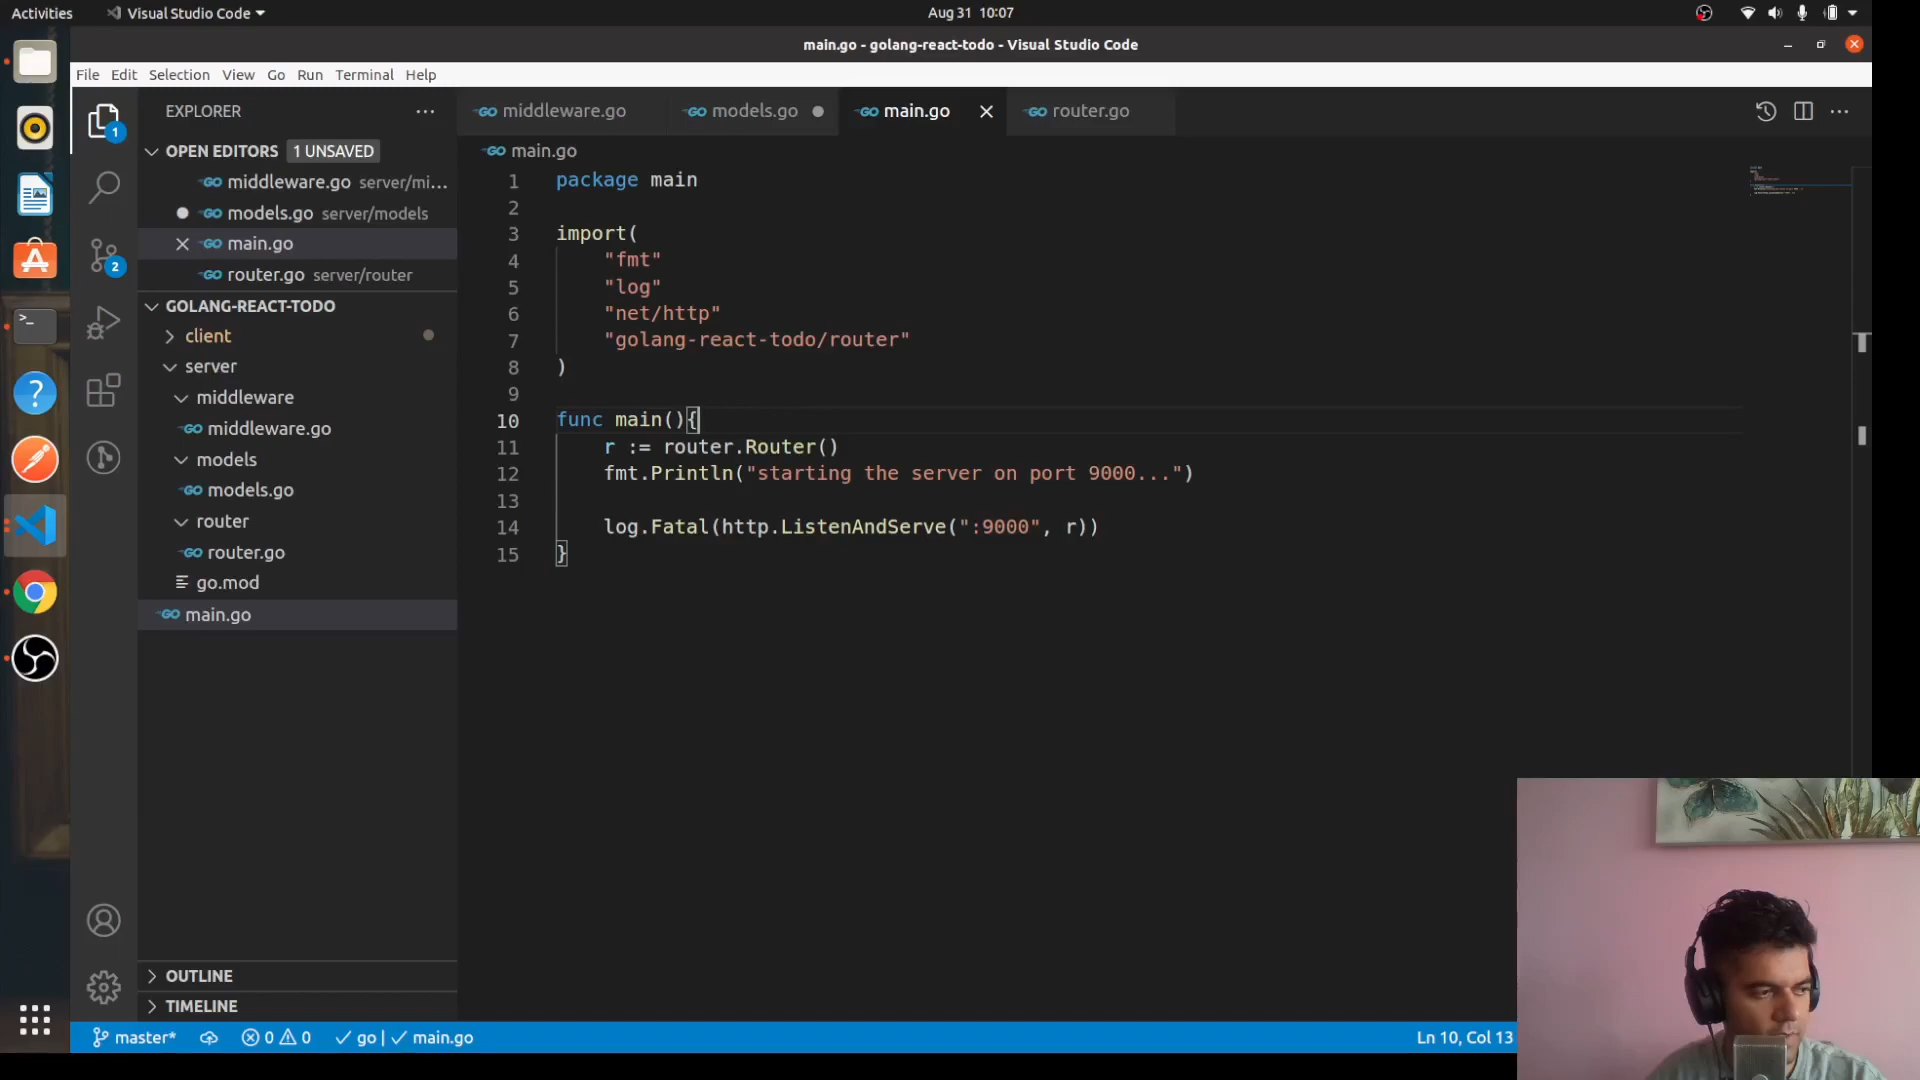 Activities
Visual Studio Code
Aug 31 10:07
main.go - golang-react-todo - Visual Studio Code
File Edit Selection View Go Run Terminal Help
EXPLORER
1
OPEN EDITORS 1 UNSAVED
middleware.go server/mi...
models.go server/models
main.go
router.go server/router
2
GOLANG-REACT-TODO
client
server
middleware
middleware.go
models
models.go
router
router.go
go.mod
main.go
OUTLINE
TIMELINE
middleware.go
models.go
main.go
router.go
main.go
1 package main
2
3 import(
4 "fmt"
5 "log"
6 "net/http"
7 "golang-react-todo/router"
8 )
9
10 func main(){
11 r := router.Router()
12 fmt.Println("starting the server on port 9000...")
13
14 log.Fatal(http.ListenAndServe(":9000", r))
15 }
master* 0 0 go | main.go
Ln 10, Col 13